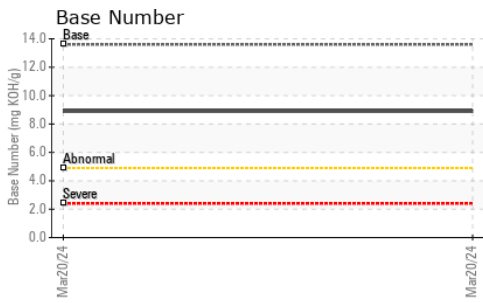 Base Number
Base Number (mg KOH/g)
14.0
Base
12.0
10.0
8.0
6.0
Abnormal
4.0
Severe
2.0
0.0
Mar20/24
Mar20/24